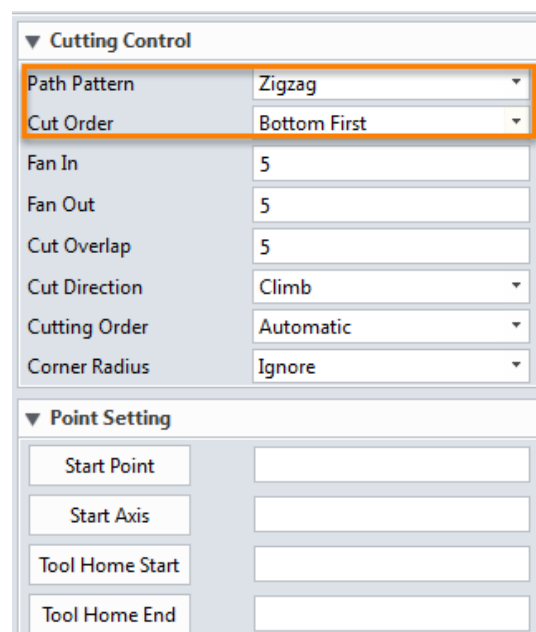 Cutting Control
Path Pattern Zigzag
Cut Order Bottom First
Fan In 5
Fan Out 5
Cut Overlap 5
Cut Direction Climb
Cutting Order Automatic
Corner Radius Ignore
Point Setting
Start Point
Start Axis
Tool Home Start
Tool Home End